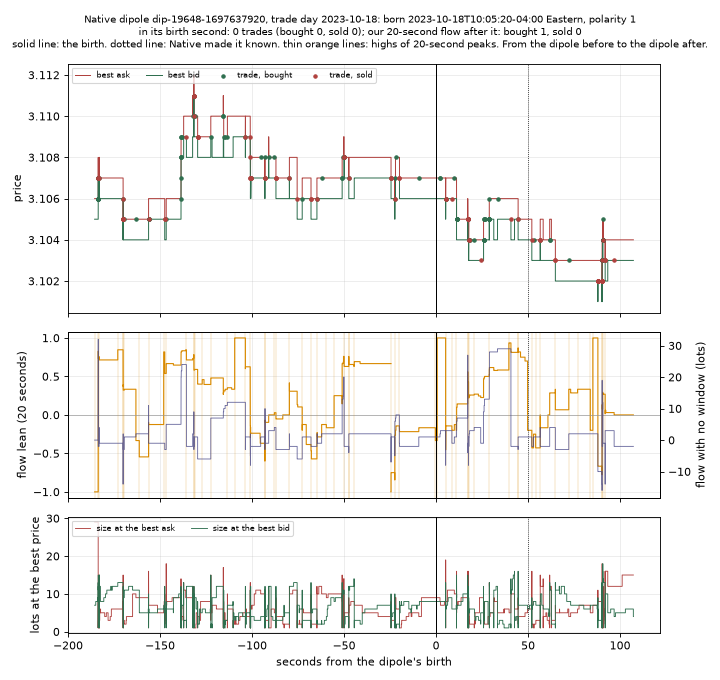 Native dipole dip-19648-1697637920, trade day 2023-10-18: born 2023-10-18T10:05:20-04:00 Eastern, polarity 1
in its birth second: 0 trades (bought 0, sold 0); our 20-second flow after it: bought 1, sold 0
solid line: the birth. dotted line: Native made it known. thin orange lines: highs of 20-second peaks. From the dipole before to the dipole after.
best ask best bid trade, bought trade, sold
3.112
3.110
3.108
3.106
3.104
3.102
price
1.0
0.5
0.0
−0.5
−1.0
flow lean (20 seconds)
30
20
10
0
−10
flow with no window (lots)
size at the best ask size at the best bid
30
20
10
0
lots at the best price
−200 −150 −100 −50 0 50 100
seconds from the dipole's birth